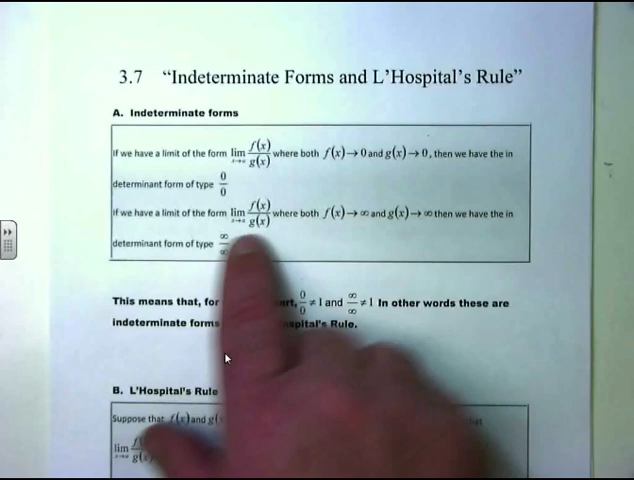 3.7 “Indeterminate Forms and L’Hospital’s Rule”
A. Indeterminate forms
If we have a limit of the form lim x→a f(x)/g(x) where both f(x)→0 and g(x)→0, then we have the in
determinant form of type 0/0
If we have a limit of the form lim x→a f(x)/g(x) where both f(x)→∞ and g(x)→∞ then we have the in
determinant form of type ∞
This means that, for 0/0 ≠1 and ∞/∞ ≠1 In other words these are
indeterminate forms Rule.
B. L’Hospital’s Rule
Suppose that f(x) and
lim